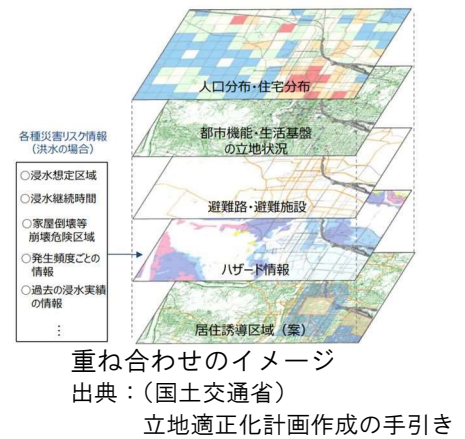 人口分布・住宅分布
都市機能・生活基盤
の立地状況
避難路・避難施設
ハザード情報
居住誘導区域（案）
各種災害リスク情報
（洪水の場合）
○浸水想定区域
○浸水継続時間
○家屋倒壊等
崩壊危険区域
○発生頻度ごとの
情報
○過去の浸水実績
の情報
⋮
重ね合わせのイメージ
出典：（国土交通省）
立地適正化計画作成の手引き